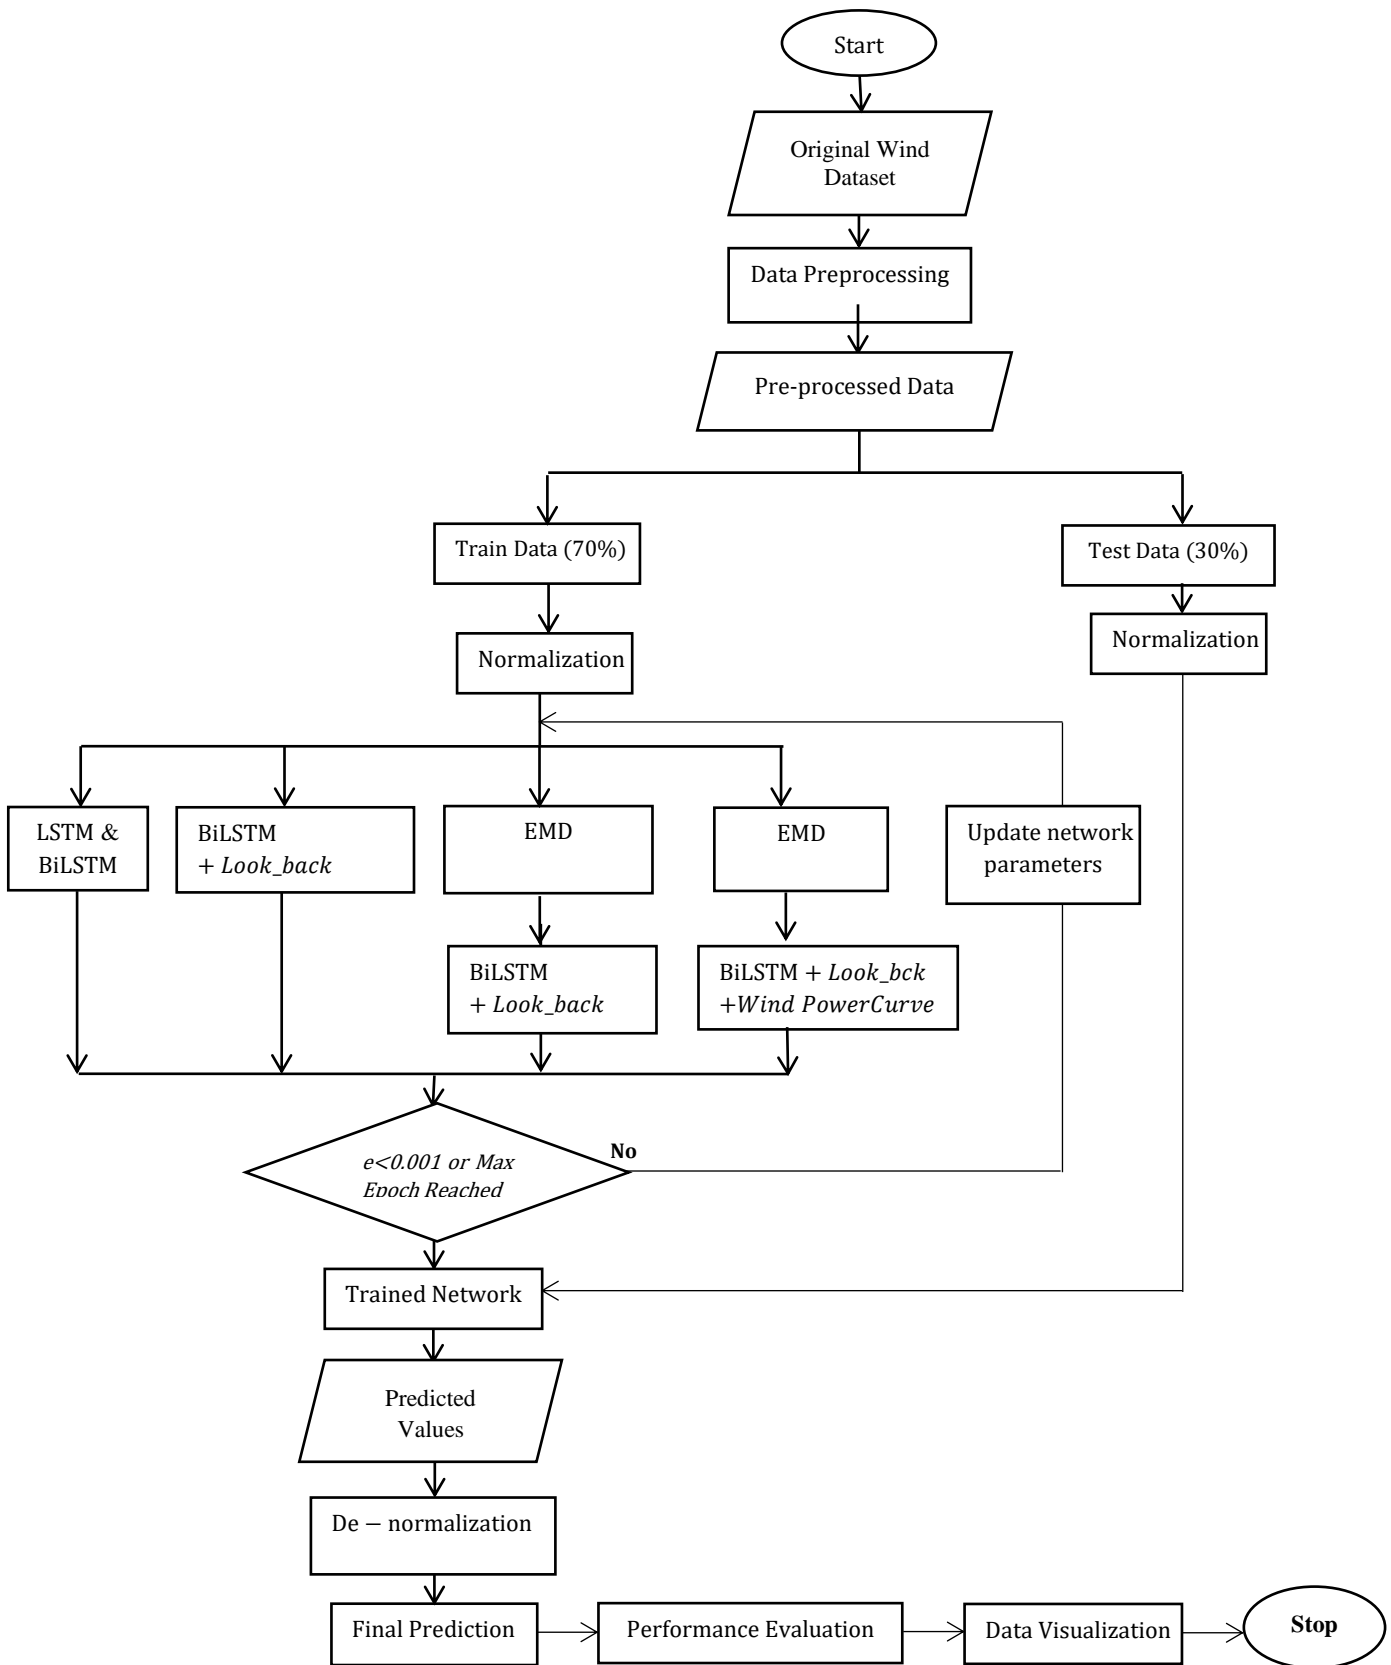 Start
Original Wind
Dataset
Data Preprocessing
Pre-processed Data
Train Data (70%)
Test Data (30%)
Normalization
Normalization
LSTM &
BiLSTM
BiLSTM
+ Look_back
EMD
EMD
Update network
parameters
BiLSTM
+ Look_back
BiLSTM + Look_bck
+Wind PowerCurve
No
e<0.001 or Max
Epoch Reached
Trained Network
Predicted
Values
De − normalization
Final Prediction
Performance Evaluation
Data Visualization
Stop